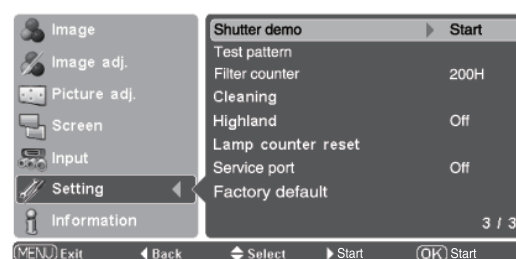 Image
Image adj.
Picture adj.
Screen
Input
Setting
Information
Shutter demo Start
Test pattern
Filter counter 200H
Cleaning
Highland Off
Lamp counter reset
Service port Off
Factory default
3 / 3
MENU Exit Back Select Start OK Start